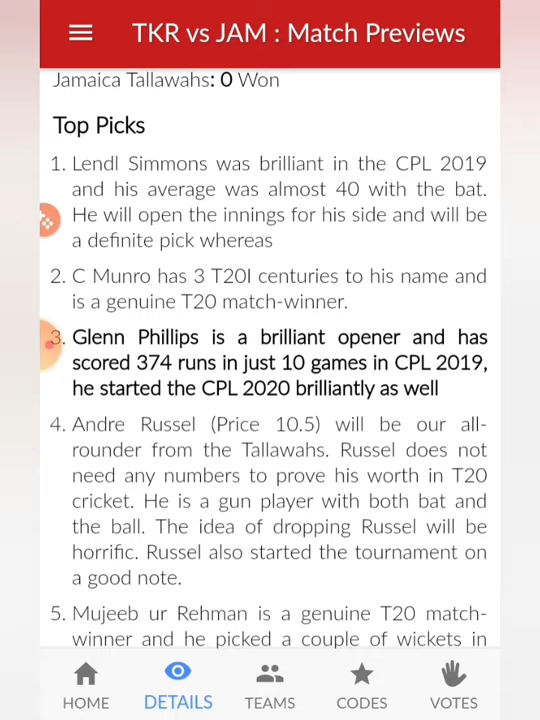 TKR vs JAM : Match Previews
Jamaica Tallawahs: 0 Won
Top Picks
1. Lendl Simmons was brilliant in the CPL 2019
and his average was almost 40 with the bat.
He will open the innings for his side and will be
a definite pick whereas
2. C Munro has 3 T20I centuries to his name and
is a genuine T20 match-winner.
3. Glenn Phillips is a brilliant opener and has
scored 374 runs in just 10 games in CPL 2019,
he started the CPL 2020 brilliantly as well
4. Andre Russel (Price 10.5) will be our all-
rounder from the Tallawahs. Russel does not
need any numbers to prove his worth in T20
cricket. He is a gun player with both bat and
the ball. The idea of dropping Russel will be
horrific. Russel also started the tournament on
a good note.
5. Mujeeb ur Rehman is a genuine T20 match-
winner and he picked a couple of wickets in
HOME DETAILS TEAMS CODES VOTES